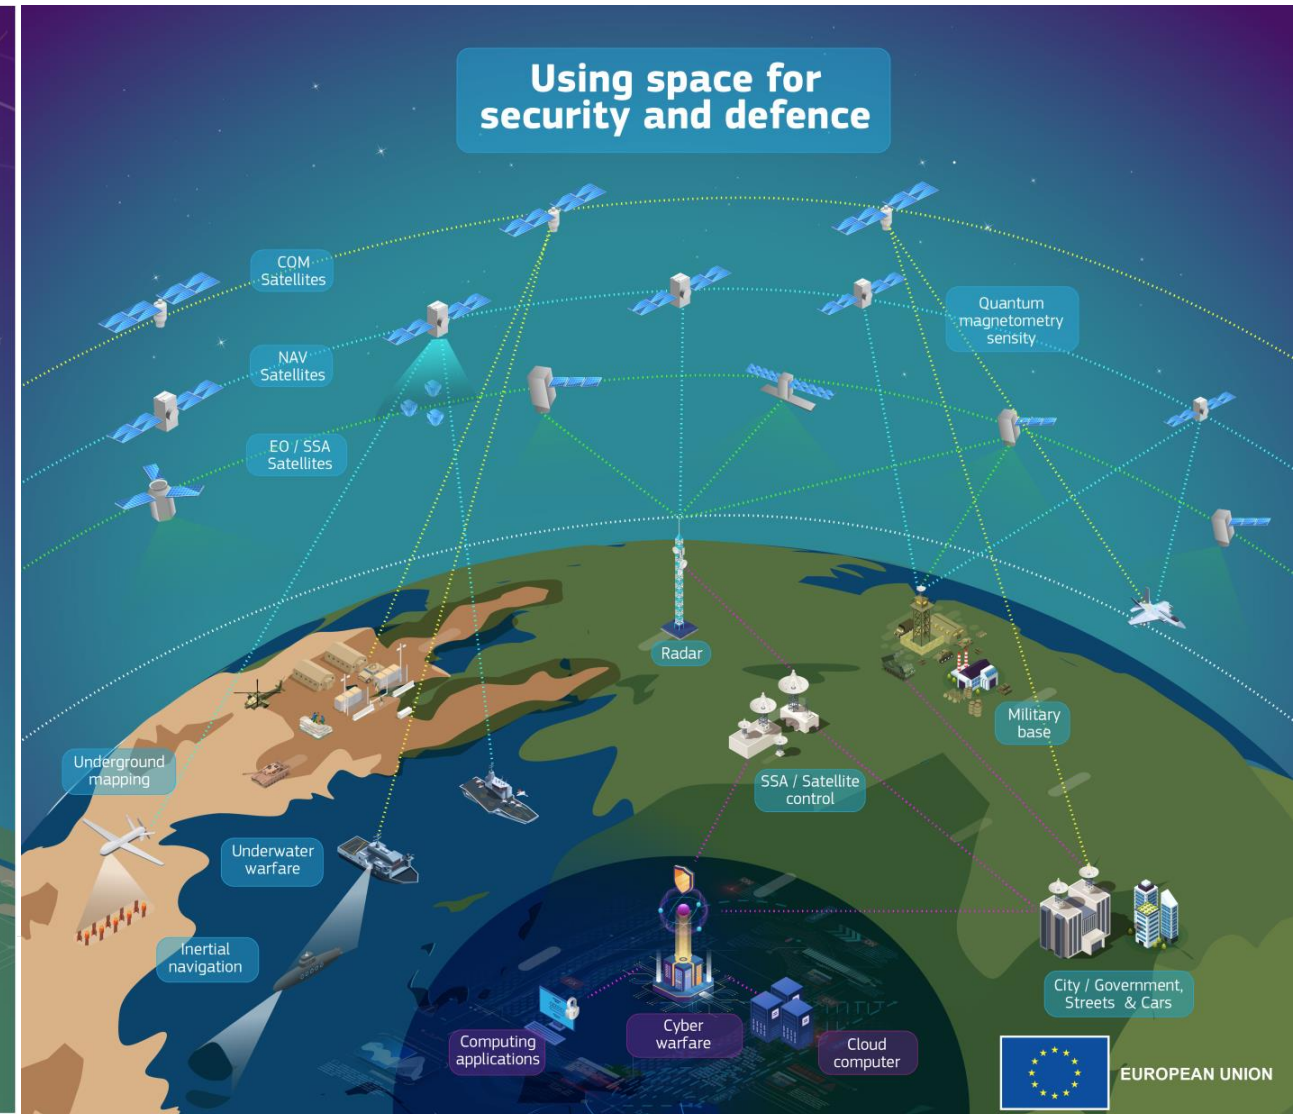 Using space for
security and defence
COM
Satellites
NAV
Satellites
EO / SSA
Satellites
Quantum
magnetometry
sensity
Radar
Military
base
SSA / Satellite
control
Underground
mapping
Underwater
warfare
Inertial
navigation
Computing
applications
Cyber
warfare
Cloud
computer
City / Government,
Streets & Cars
EUROPEAN UNION